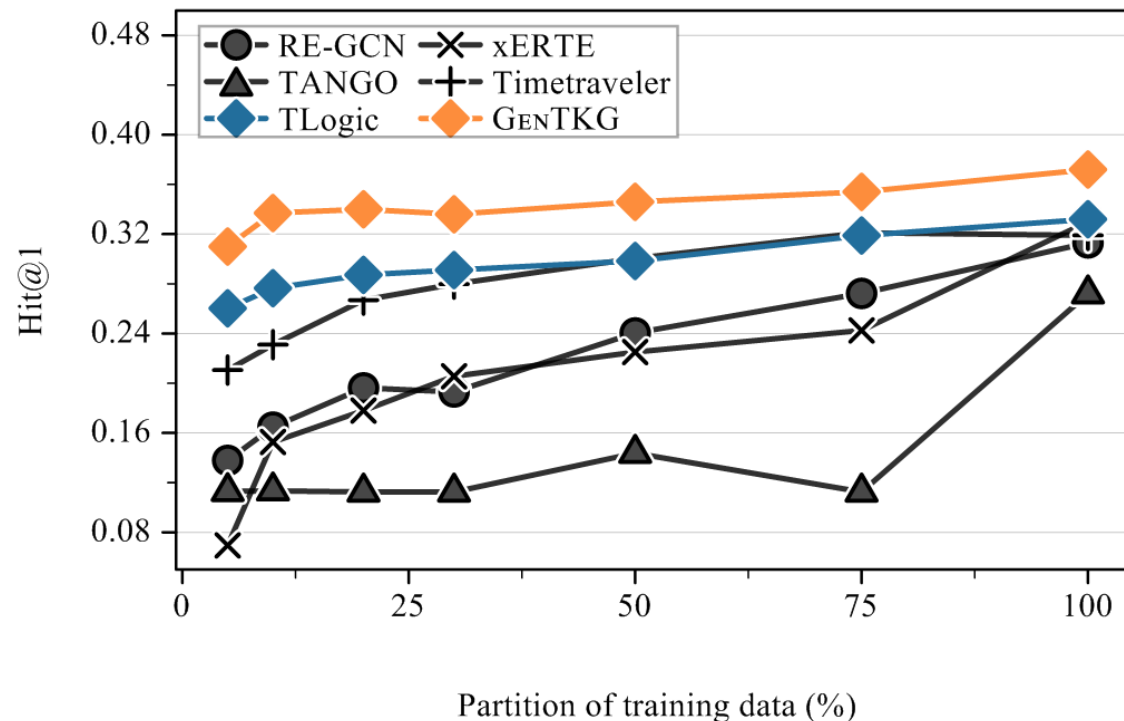 0.48
0.40
0.32
0.24
0.16
0.08
Hit@1
RE-GCN
xERTE
TANGO
Timetraveler
TLogic
GENTKG
0 25 50 75 100
Partition of training data (%)